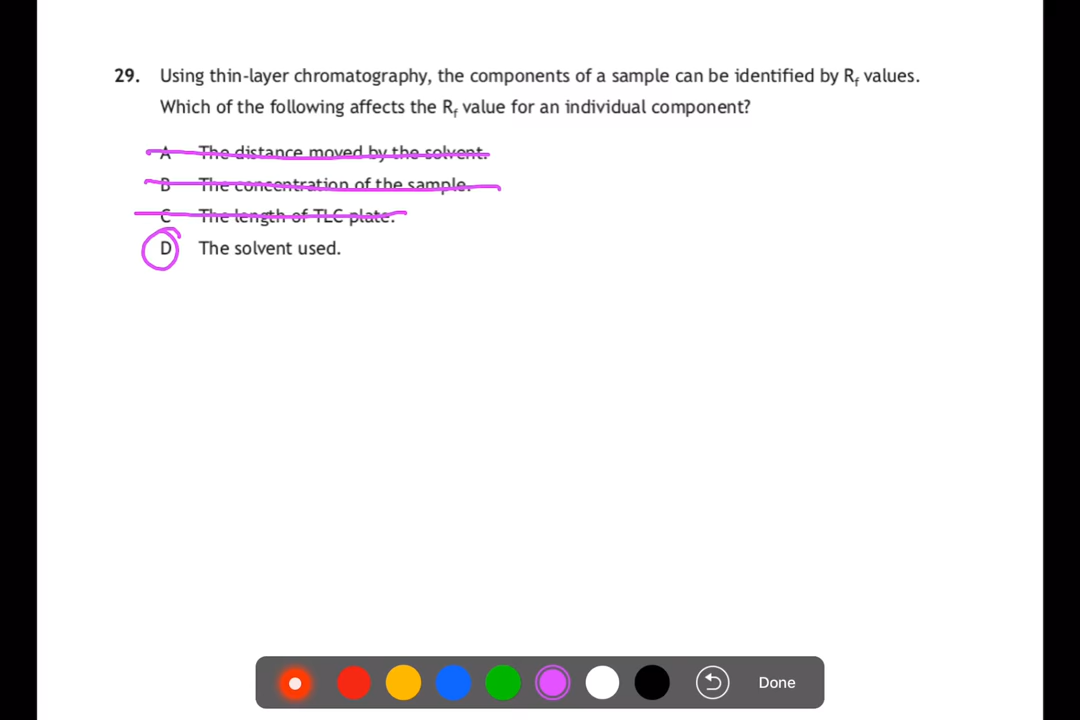 29. Using thin-layer chromatography, the components of a sample can be identified by Rf values.
Which of the following affects the Rf value for an individual component?
A The distance moved by the solvent.
B The concentration of the sample.
C The length of TLC plate.
D The solvent used.
Done